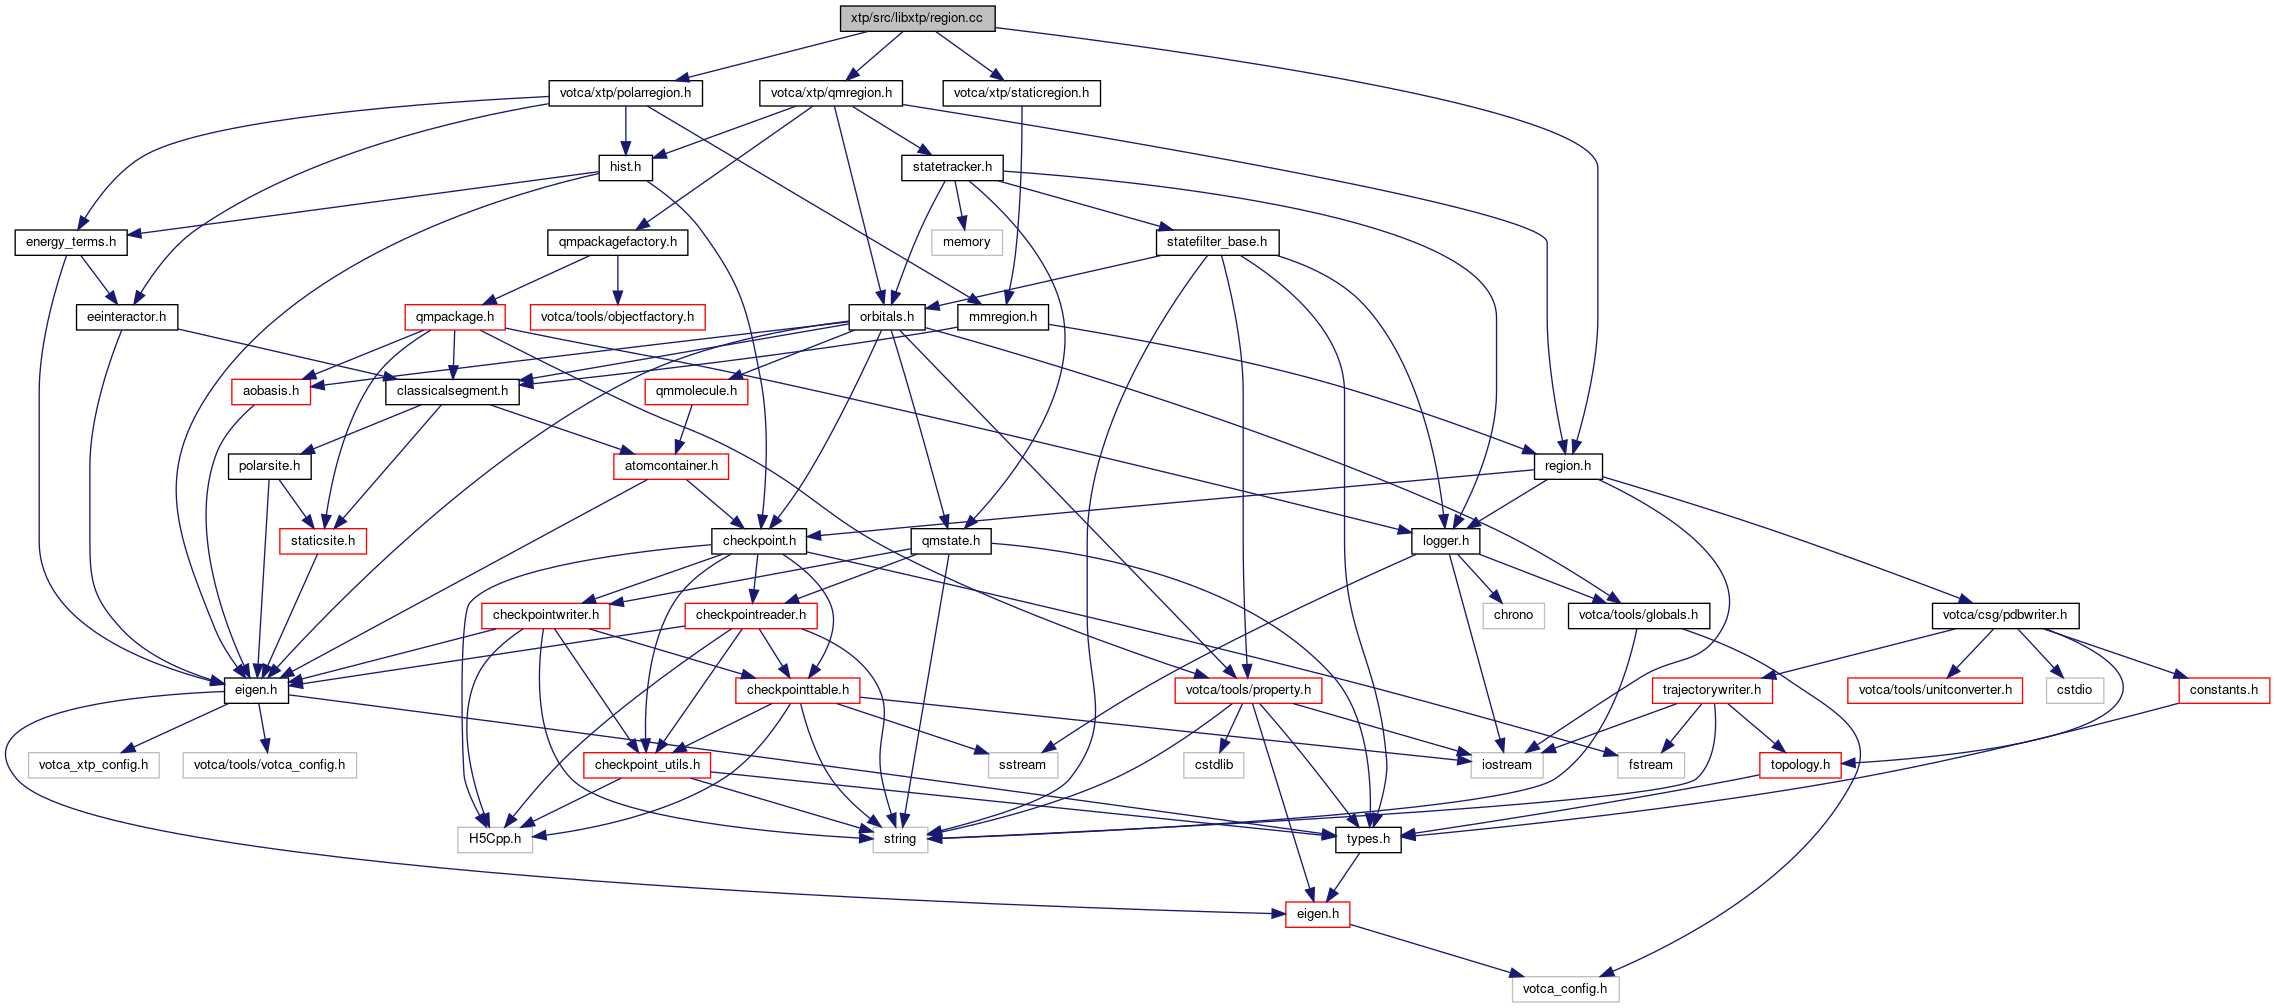 xtp/src/libxtp/region.cc
votca/xtp/polarregion.h
votca/xtp/qmregion.h
votca/xtp/staticregion.h
hist.h
statetracker.h
energy_terms.h
qmpackagefactory.h
memory
statefilter_base.h
eeinteractor.h
qmpackage.h
votca/tools/objectfactory.h
orbitals.h
mmregion.h
aobasis.h
classicalsegment.h
qmmolecule.h
polarsite.h
atomcontainer.h
region.h
staticsite.h
checkpoint.h
qmstate.h
logger.h
checkpointwriter.h
checkpointreader.h
chrono
votca/tools/globals.h
votca/csg/pdbwriter.h
eigen.h
checkpointtable.h
votca/tools/property.h
trajectorywriter.h
votca/tools/unitconverter.h
cstdio
constants.h
votca_xtp_config.h
votca/tools/votca_config.h
checkpoint_utils.h
sstream
cstdlib
iostream
fstream
topology.h
H5Cpp.h
string
types.h
eigen.h
votca_config.h